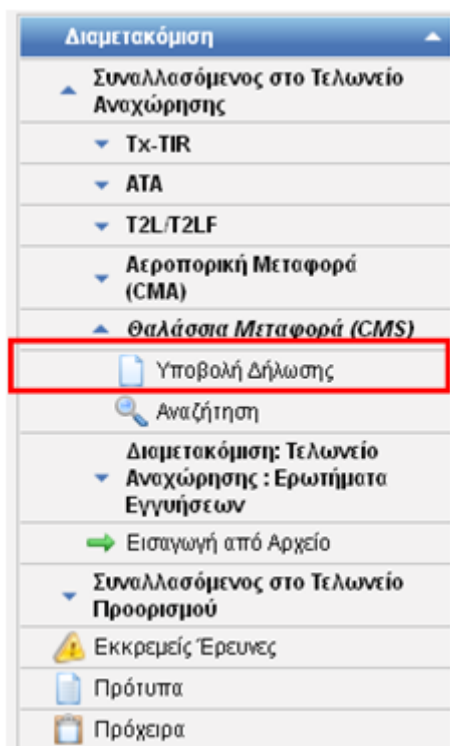 Διαμετακόμιση
Συναλλασόμενος στο Τελωνείο
Αναχώρησης
Tx-TIR
ATA
T2L/T2LF
Αεροπορική Μεταφορά
(CMA)
Θαλάσσια Μεταφορά (CMS)
Υποβολή Δήλωσης
Αναζήτηση
Διαμετακόμιση: Τελωνείο
Αναχώρησης : Ερωτήματα
Εγγυήσεων
Εισαγωγή από Αρχείο
Συναλλασόμενος στο Τελωνείο
Προορισμού
Εκκρεμείς Έρευνες
Πρότυπα
Πρόχειρα